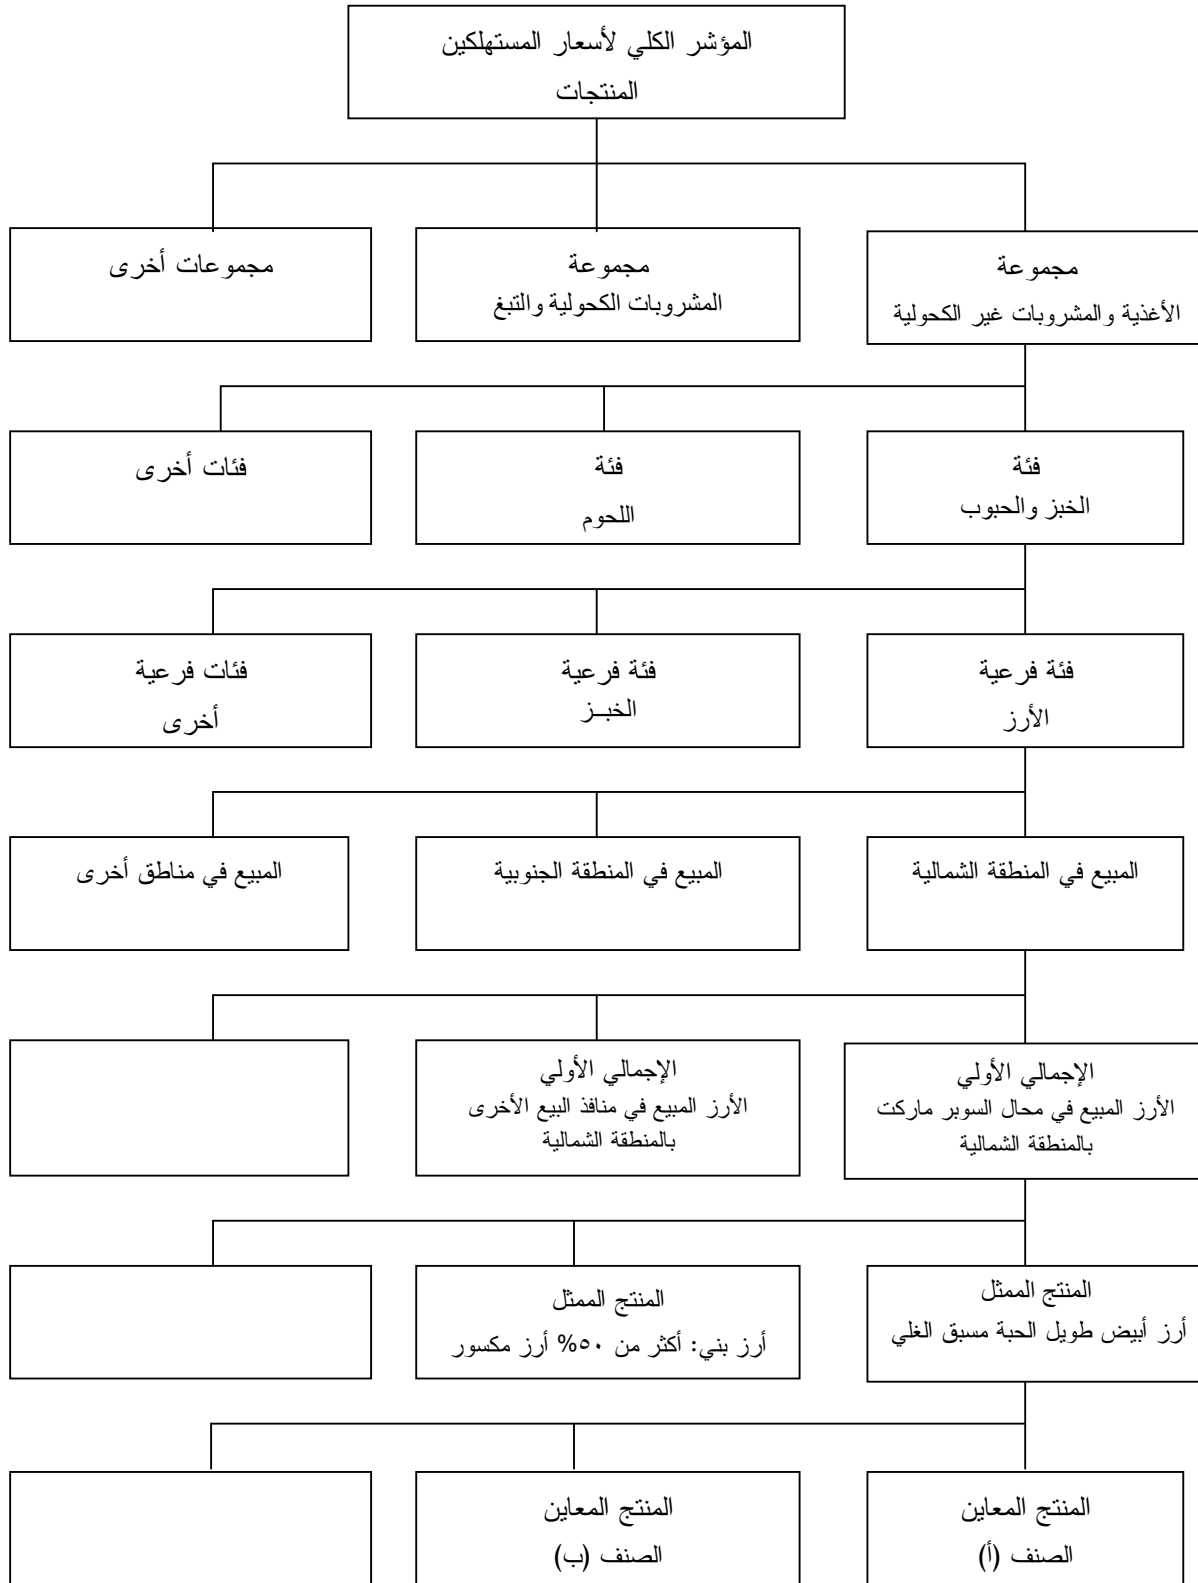 المؤشر الكلي لأسعار المستهلكين
المنتجات
مجموعة
الأغذية والمشروبات غير الكحولية
مجموعة
المشروبات الكحولية والتبغ
مجموعات أخرى
فئة
الخبز والحبوب
فئة
اللحوم
فئات أخرى
فئة فرعية
الأرز
فئة فرعية
الخبــز
فئات فرعية
أخرى
المبيع في المنطقة الشمالية
المبيع في المنطقة الجنوبية
المبيع في مناطق أخرى
الإجمالي الأولي
الأرز المبيع في محال السوبر ماركت
بالمنطقة الشمالية
الإجمالي الأولي
الأرز المبيع في منافذ البيع الأخرى
بالمنطقة الشمالية
المنتج الممثل
أرز أبيض طويل الحبة مسبق الغلي
المنتج الممثل
أرز بني: أكثر من ٥٠% أرز مكسور
المنتج المعاين
الصنف (أ)
المنتج المعاين
الصنف (ب)